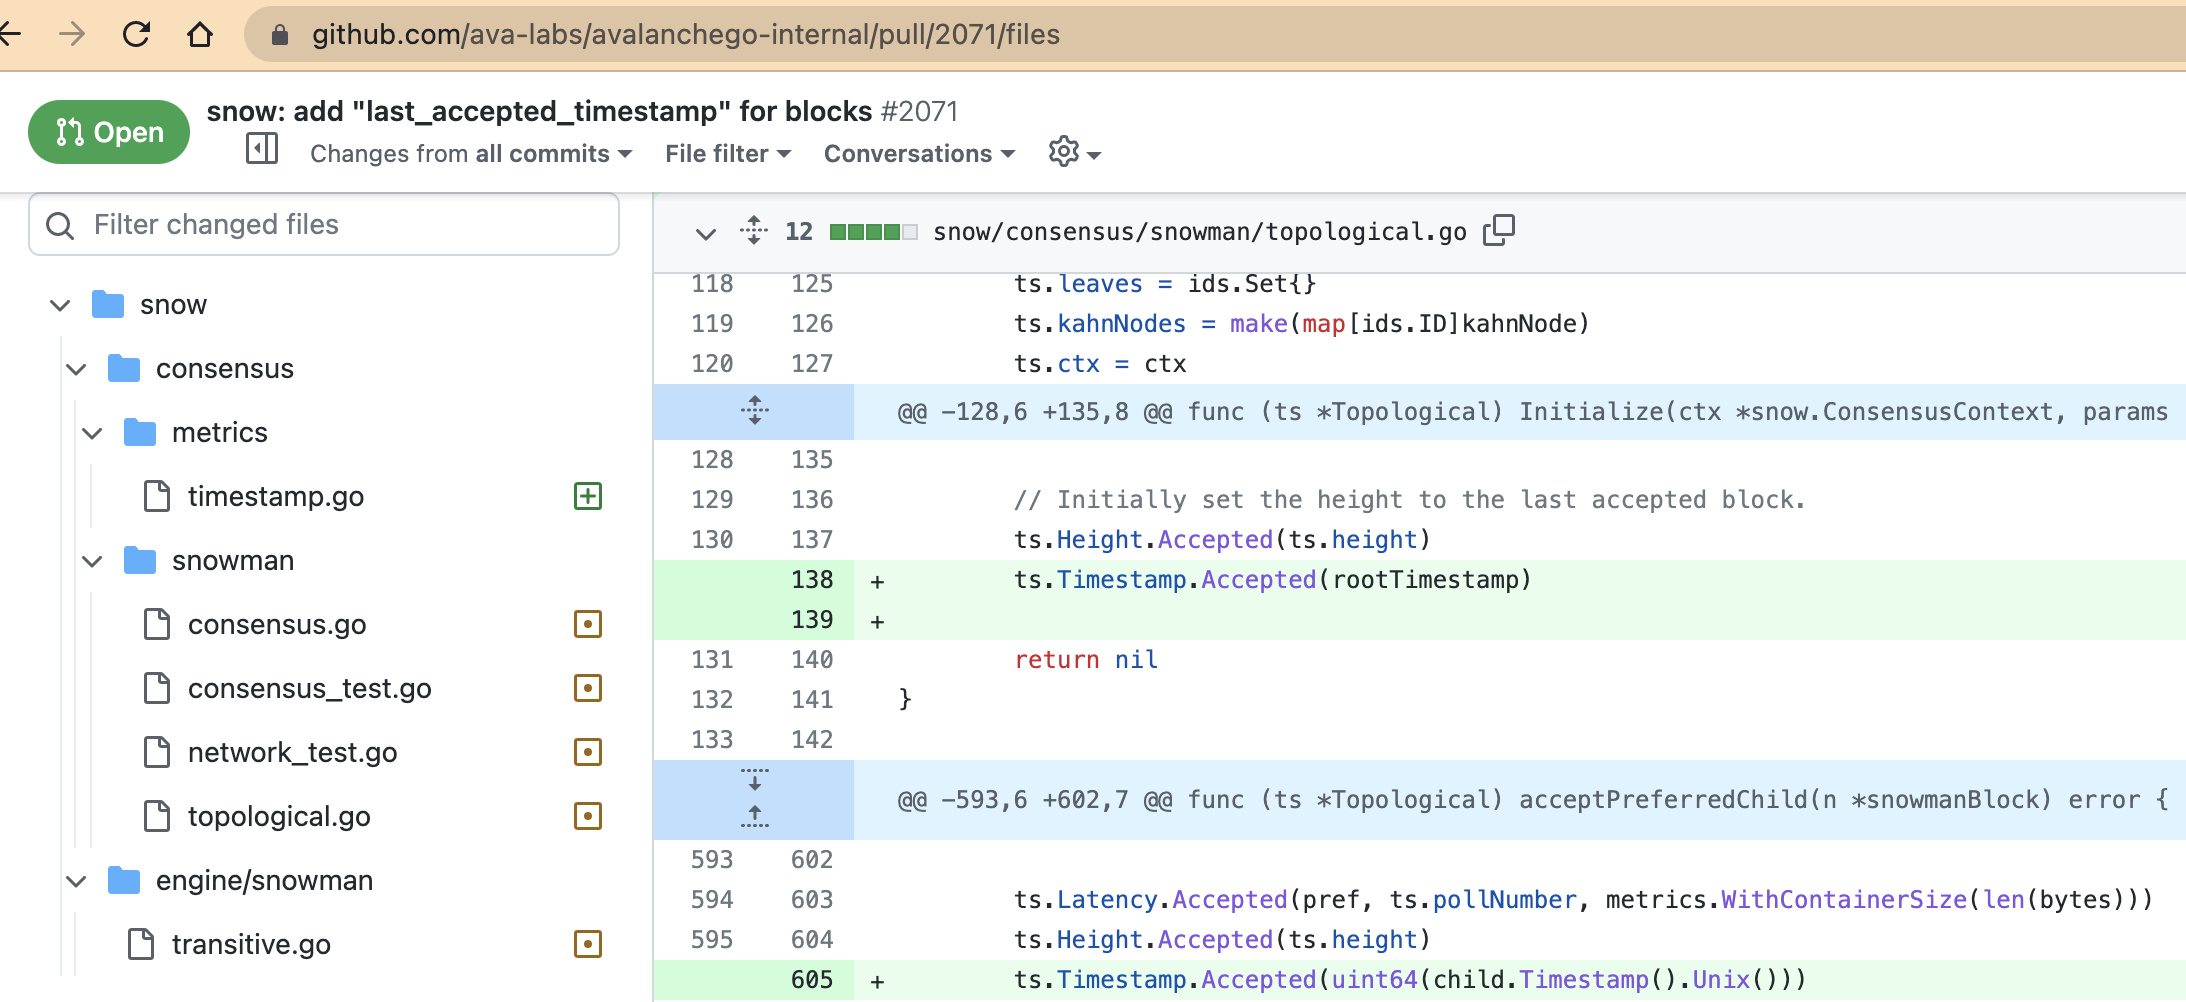 github.com/ava-labs/avalanchego-internal/pull/2071/files
Open
snow: add "last_accepted_timestamp" for blocks #2071
Changes from all commits File filter Conversations
Filter changed files
snow
consensus
metrics
timestamp.go
snowman
consensus.go
consensus_test.go
network_test.go
topological.go
engine/snowman
transitive.go
12 snow/consensus/snowman/topological.go
118 125 ts.leaves = ids.Set{}
119 126 ts.kahnNodes = make(map[ids.ID]kahnNode)
120 127 ts.ctx = ctx
@@ -128,6 +135,8 @@ func (ts *Topological) Initialize(ctx *snow.ConsensusContext, params
128 135
129 136 // Initially set the height to the last accepted block.
130 137 ts.Height.Accepted(ts.height)
138 + ts.Timestamp.Accepted(rootTimestamp)
139 +
131 140 return nil
132 141 }
133 142
@@ -593,6 +602,7 @@ func (ts *Topological) acceptPreferredChild(n *snowmanBlock) error {
593 602
594 603 ts.Latency.Accepted(pref, ts.pollNumber, metrics.WithContainerSize(len(bytes)))
595 604 ts.Height.Accepted(ts.height)
605 + ts.Timestamp.Accepted(uint64(child.Timestamp().Unix()))